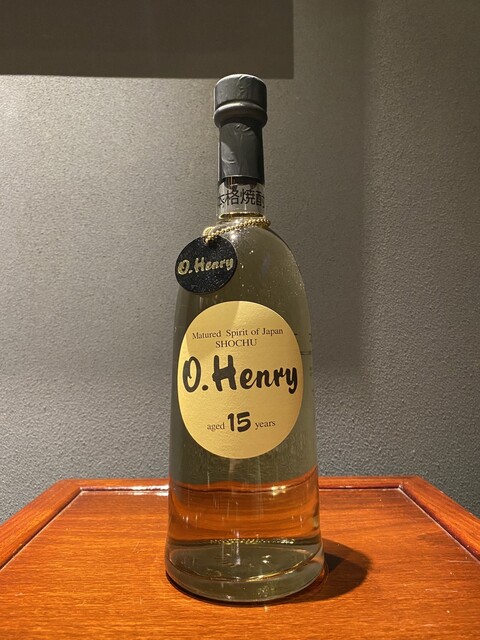 本格焼酎
O.Henry
Matured Spirit of Japan
SHOCHU
O.Henry
aged 15 years